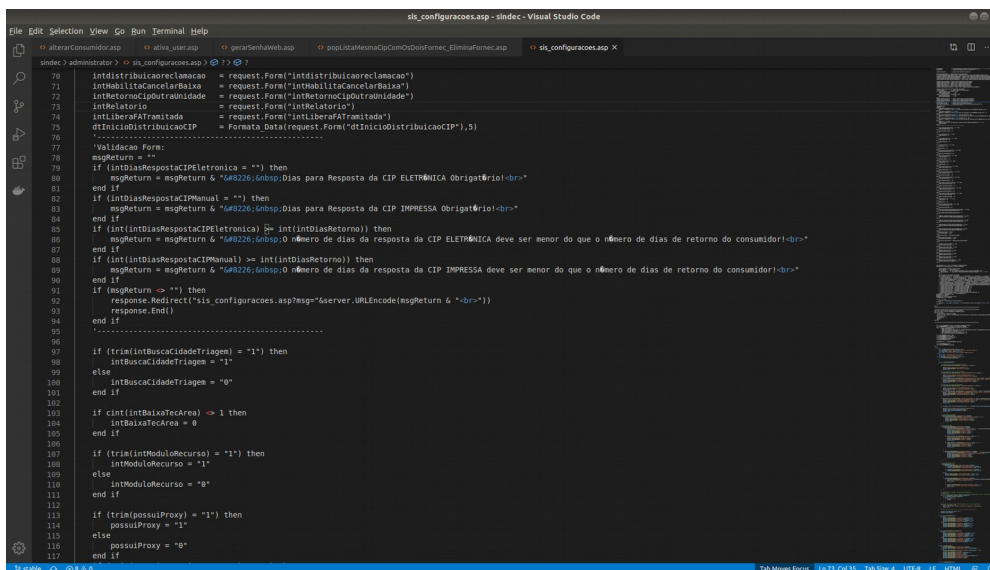 sis_configuracoes.asp - sindec - Visual Studio Code
File Edit Selection View Go Run Terminal Help
alterarConsumidor.asp ativa_user.asp gerarSenhaWeb.asp popListaMesmaCipComOsDoisFornec_EliminaFornec.asp sis_configuracoes.asp
sindec > administrator > sis_configuracoes.asp > ? > ?
70 intdistribuicaoreclamacao = request.Form("intdistribuicaoreclamacao")
71 intHabilitaCancelarBaixa = request.Form("intHabilitaCancelarBaixa")
72 intRetornoCipOutraUnidade = request.Form("intRetornoCipOutraUnidade")
73 intRelatorio = request.Form("intRelatorio")
74 intLiberaFATramitada = request.Form("intLiberaFATramitada")
75 dtInicioDistribuicaoCIP = Formata_Data(request.Form("dtInicioDistribuicaoCIP"),5)
76 '--------------------------------------------------
77 'Validacao Form:
78 msgReturn = ""
79 if (intDiasRespostaCIPEletronica = "") then
80 msgReturn = msgReturn & "&#8226;&nbsp;Dias para Resposta da CIP ELETR�NICA Obrigat�rio!<br>"
81 end if
82 if (intDiasRespostaCIPManual = "") then
83 msgReturn = msgReturn & "&#8226;&nbsp;Dias para Resposta da CIP IMPRESSA Obrigat�rio!<br>"
84 end if
85 if (int(intDiasRespostaCIPEletronica) >= int(intDiasRetorno)) then
86 msgReturn = msgReturn & "&#8226;&nbsp;O n�mero de dias da resposta da CIP ELETR�NICA deve ser menor do que o n�mero de dias de retorno do consumidor!<br>"
87 end if
88 if (int(intDiasRespostaCIPManual) >= int(intDiasRetorno)) then
89 msgReturn = msgReturn & "&#8226;&nbsp;O n�mero de dias da resposta da CIP IMPRESSA deve ser menor do que o n�mero de dias de retorno do consumidor!<br>"
90 end if
91 if (msgReturn <> "") then
92 response.Redirect("sis_configuracoes.asp?msg="&server.URLEncode(msgReturn & "<br>"))
93 response.End()
94 end if
95 '--------------------------------------------------
96
97 if (trim(intBuscaCidadeTriagem) = "1") then
98 intBuscaCidadeTriagem = "1"
99 else
100 intBuscaCidadeTriagem = "0"
101 end if
102
103 if cint(intBaixaTecArea) <> 1 then
104 intBaixaTecArea = 0
105 end if
106
107 if (trim(intModuloRecurso) = "1") then
108 intModuloRecurso = "1"
109 else
110 intModuloRecurso = "0"
111 end if
112
113 if (trim(possuiProxy) = "1") then
114 possuiProxy = "1"
115 else
116 possuiProxy = "0"
117 end if
stable 8 6 0 Tab Moves Focus Ln 73, Col 35 Tab Size: 4 UTF-8 LF HTML